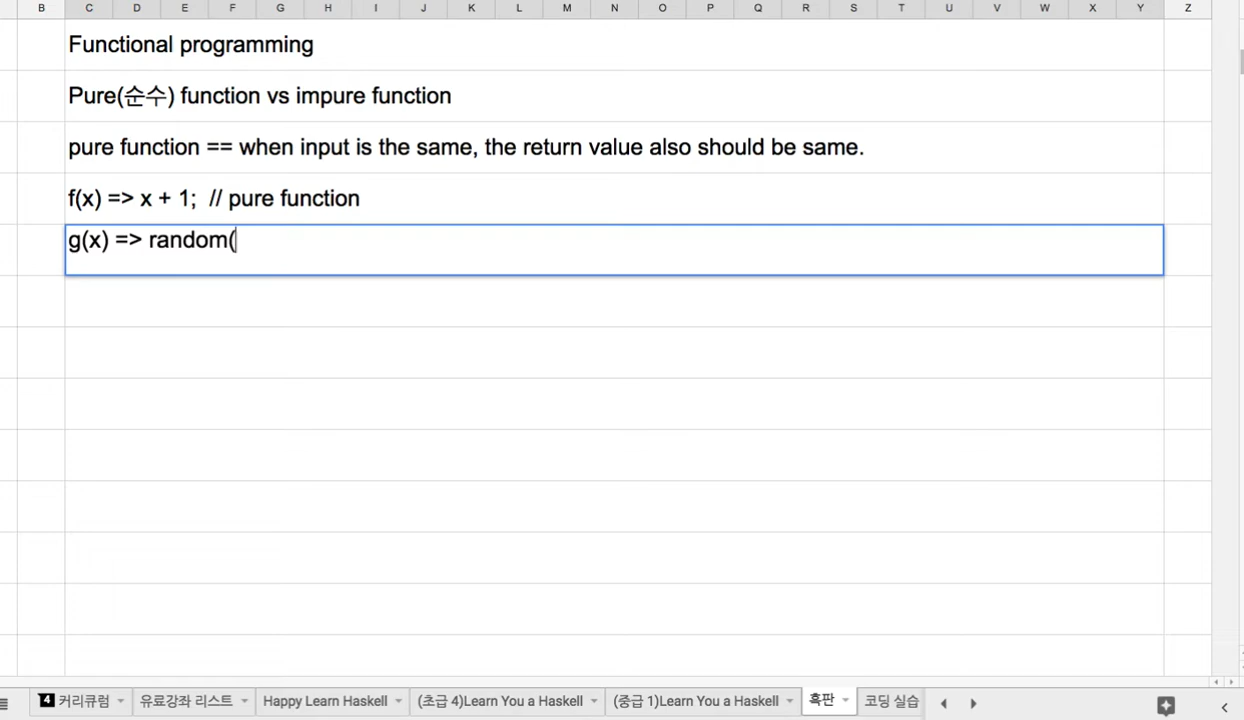 B C D E F G H I J K L M N O P Q R S T U V W X Y Z
Functional programming
Pure(순수) function vs impure function
pure function == when input is the same, the return value also should be same.
f(x) => x + 1;  // pure function
g(x) => random(
4 커리큘럼 유료강좌 리스트 Happy Learn Haskell (초급 4)Learn You a Haskell (중급 1)Learn You a Haskell 흑판 코딩 실습